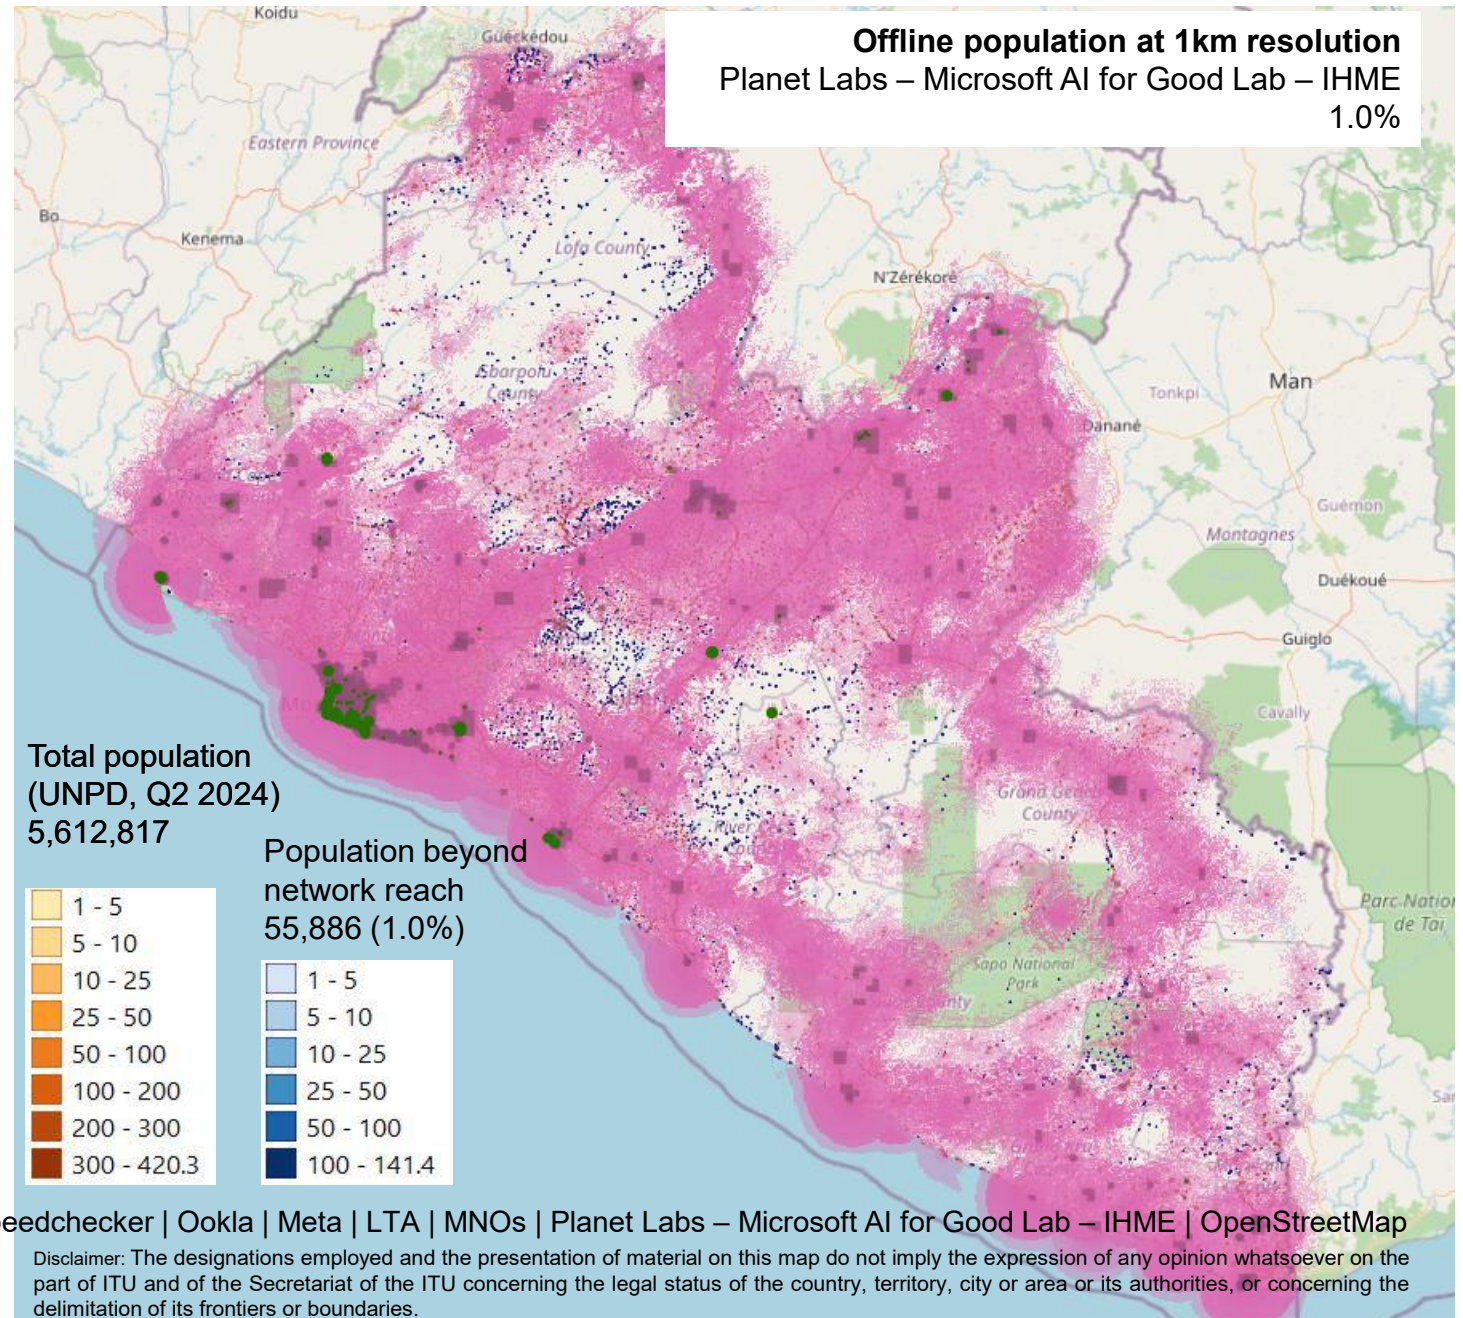 Koidu
Guéckédou
Offline population at 1km resolution
Planet Labs – Microsoft AI for Good Lab – IHME
1.0%
Eastern Province
Bo
Kenema
Lofa County
N'Zérékoré
Gbarpolu
County
Man
Tonkpi
Danané
Guémon
Montagnes
Duékoué
Guiglo
Cavally
Total population
(UNPD, Q2 2024)
5,612,817
Population beyond
network reach
55,886 (1.0%)
Grand Gedeh
County
River
Parc Nation
de Taï
Sapo National
Park
County
1 - 5
5 - 10
10 - 25
25 - 50
50 - 100
100 - 200
200 - 300
300 - 420.3
1 - 5
5 - 10
10 - 25
25 - 50
50 - 100
100 - 141.4
eedchecker | Ookla | Meta | LTA | MNOs | Planet Labs – Microsoft AI for Good Lab – IHME | OpenStreetMap
Disclaimer: The designations employed and the presentation of material on this map do not imply the expression of any opinion whatsoever on the
part of ITU and of the Secretariat of the ITU concerning the legal status of the country, territory, city or area or its authorities, or concerning the
delimitation of its frontiers or boundaries.